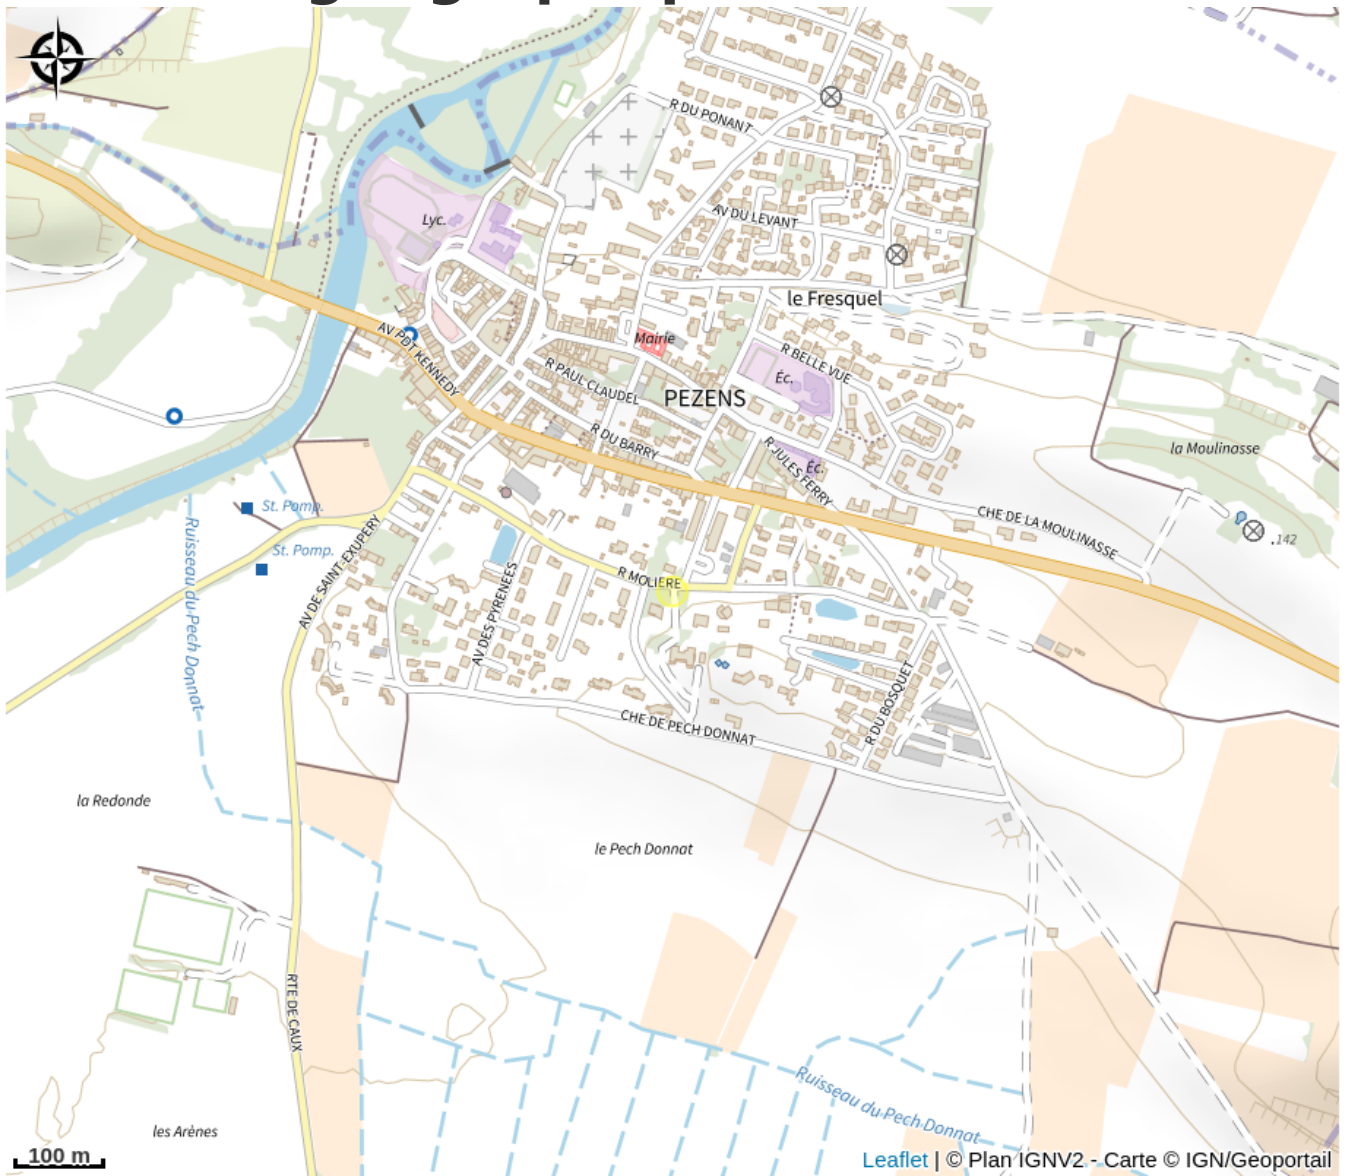 R DU PONANT
Lyc.
AV DU LEVANT
le Fresquel
AV PDT KENNEDY
Mairie
R BELLE VUE
R PAUL CLAUDEL
Éc.
PEZENS
R DU BARRY
R JULES FERRY
Éc.
la Moulinasse
St. Pomp.
CHE DE LA MOULINASSE
.142
St. Pomp.
Ruisseau du Pech Donnat
AV DE SAINT-EXUPÉRY
R MOLIERE
AV DES PYRENEES
R DU BOSQUET
CHE DE PECH DONNAT
la Redonde
le Pech Donnat
RTE DE CAUX
Ruisseau du Pech Donnat
les Arènes
100 m
Leaflet | © Plan IGNV2 - Carte © IGN/Geoportail